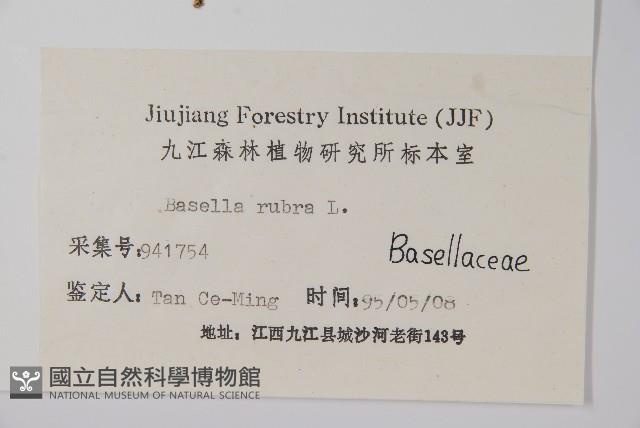 Jiujiang Forestry Institute (JJF)
九江森林植物研究所标本室
Basella rubra L.
采集号:941754
Basellaceae
鉴定人: Tan Ce-Ming 时间:95/05/08
地址: 江西九江县城沙河老街143号
國立自然科學博物館
NATIONAL MUSEUM OF NATURAL SCIENCE